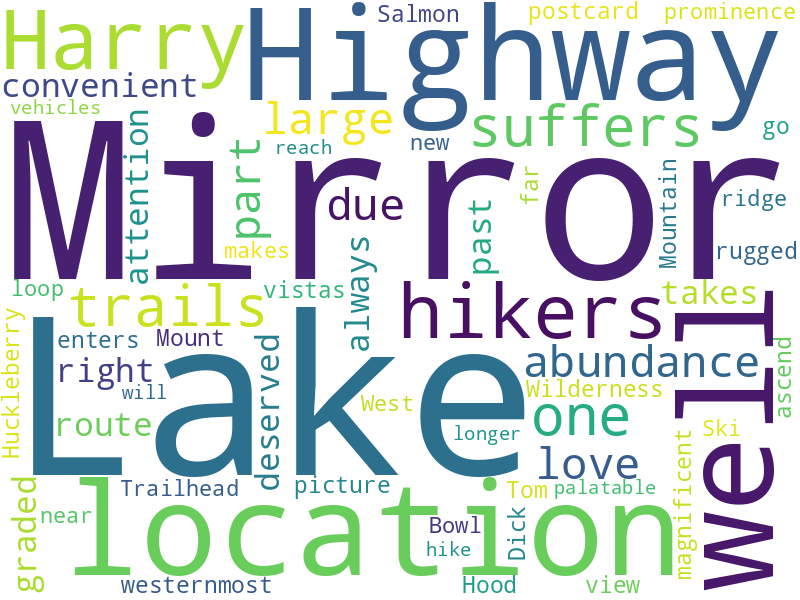 Harry
Highway
Salmon
postcard
prominence
convenient
vehicles
large
suffers
new
go
reach
attention
part
Mirror
due
past
far
Mountain
ridge
rugged
makes
always
loop
trails
vistas
hikers
takes
well
Huckleberry
enters
Mount
right
will
Lake
abundance
Wilderness
ascend
route
deserved
West
one
longer
Ski
love
magnificent
graded
near
Trailhead
picture
Tom
palatable
location
Bowl
Dick
hike
westernmost
Hood
view